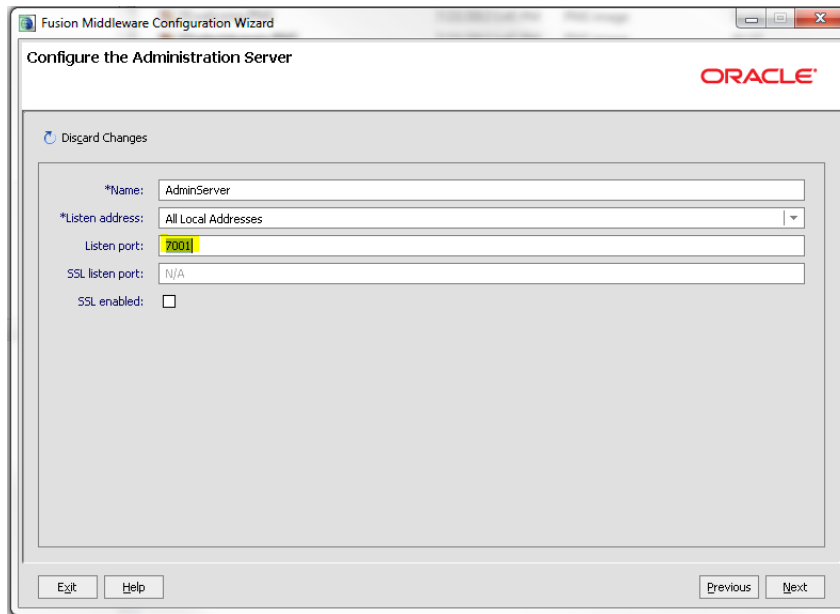 Fusion Middleware Configuration Wizard
Configure the Administration Server
ORACLE
Discard Changes
*Name: AdminServer
*Listen address: All Local Addresses
Listen port: 7001
SSL listen port: N/A
SSL enabled:
Exit Help Previous Next